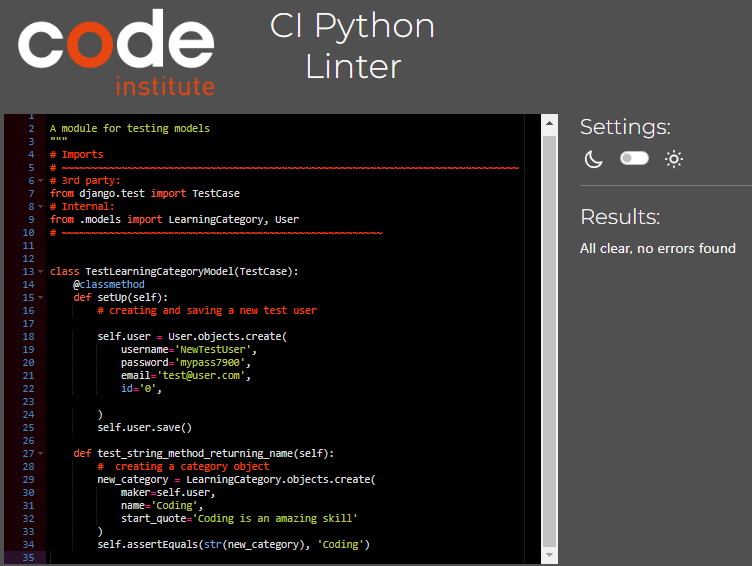 code
institute
CI Python
Linter
1
2 A module for testing models
3 """
4 # Imports
5 # ~~~~~~~~~~~~~~~~~~~~~~~~~~~~~~~~~~~~~~~~~~~~~~~~~~~~~~~~~~~~~~~~~~~~~~~~~~~~~
6 # 3rd party:
7 from django.test import TestCase
8 # Internal:
9 from .models import LearningCategory, User
10 # ~~~~~~~~~~~~~~~~~~~~~~~~~~~~~~~~~~~~~~~~~~~~~~~~~~~~~~
11
12
13 class TestLearningCategoryModel(TestCase):
14     @classmethod
15     def setUp(self):
16         # creating and saving a new test user
17
18         self.user = User.objects.create(
19             username='NewTestUser',
20             password='mypass7900',
21             email='test@user.com',
22             id='0',
23
24         )
25         self.user.save()
26
27     def test_string_method_returning_name(self):
28         #  creating a category object
29         new_category = LearningCategory.objects.create(
30             maker=self.user,
31             name='Coding',
32             start_quote='Coding is an amazing skill'
33         )
34         self.assertEquals(str(new_category), 'Coding')
35
Settings:
Results:
All clear, no errors found